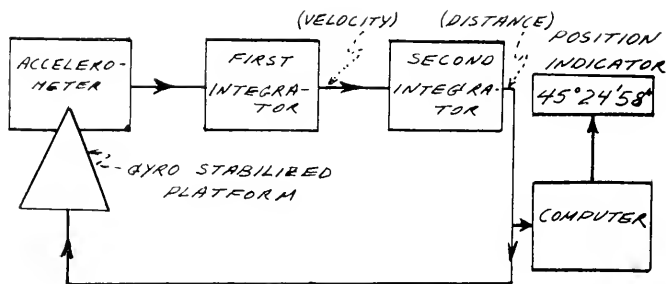 (VELOCITY)
(DISTANCE)
POSITION
INDICATOR
ACCELERO-
METER
FIRST
INTEGRA-
TOR
SECOND
INTEGRA-
TOR
45°24'58"
GYRO STABILIZED
PLATFORM
COMPUTER